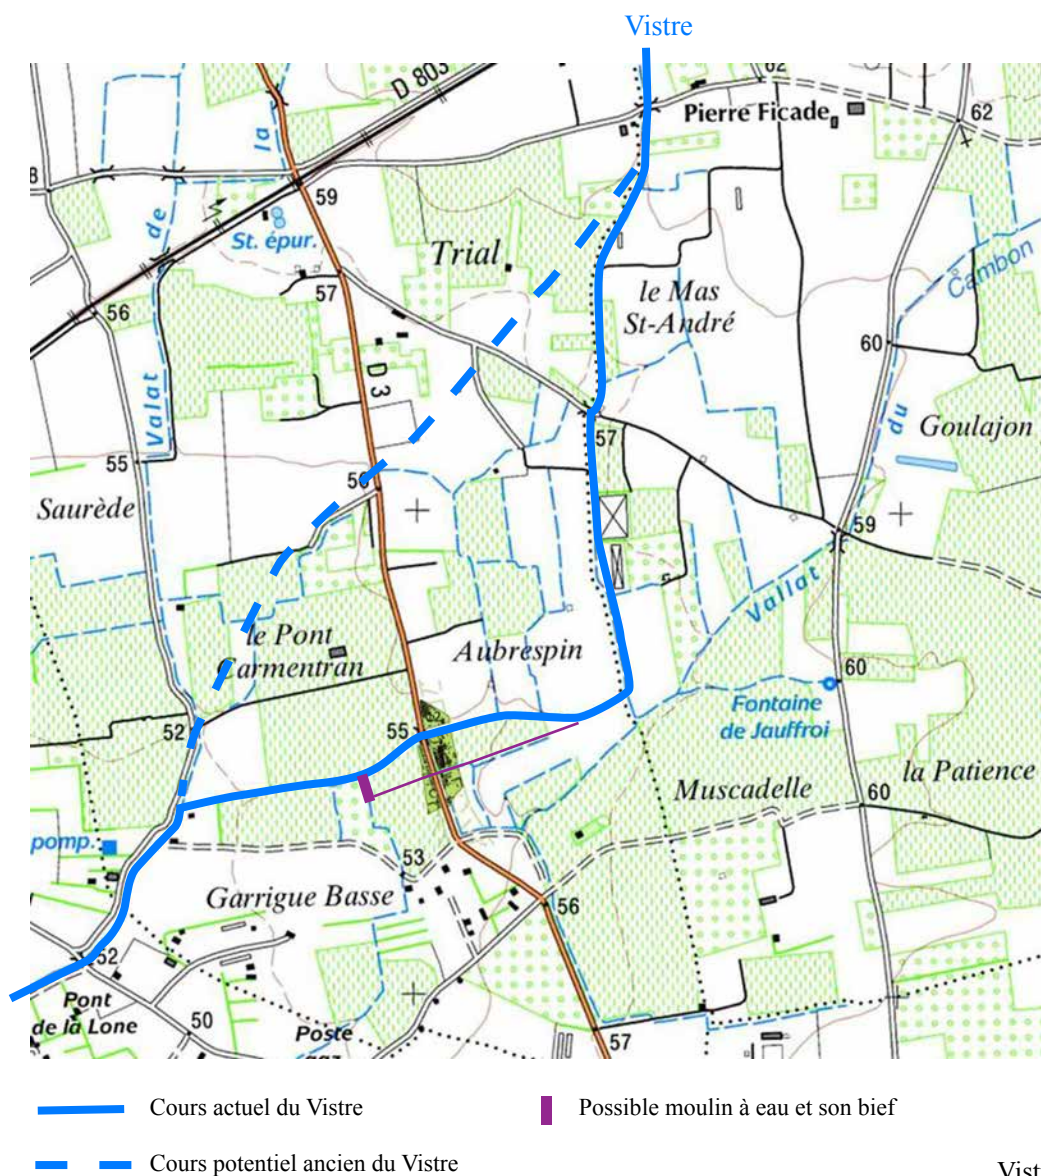 Vistre
D 803
62
Pierre Ficade
62
la
8
59
de
St. épur.
Trial
57
Cambon
56
le Mas
St-André
60
D 3
Valat
57
du
Goulajon
55
56
Saurède
59
Vallat
le Pont
Carmentran
Aubrespin
60
Fontaine
de Jauffroi
52
55
la Patience
Muscadelle
60
pomp.
53
Garrigue Basse
56
52
Pont
de la Lone
50
Poste
57
Cours actuel du Vistre
Possible moulin à eau et son bief
Cours potentiel ancien du Vistre
Vist